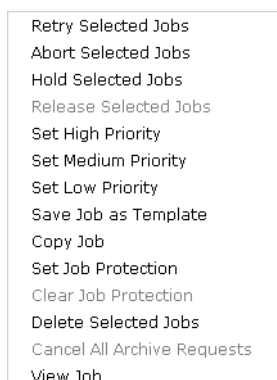 Retry Selected Jobs
Abort Selected Jobs
Hold Selected Jobs
Release Selected Jobs
Set High Priority
Set Medium Priority
Set Low Priority
Save Job as Template
Copy Job
Set Job Protection
Clear Job Protection
Delete Selected Jobs
Cancel All Archive Requests
View Job